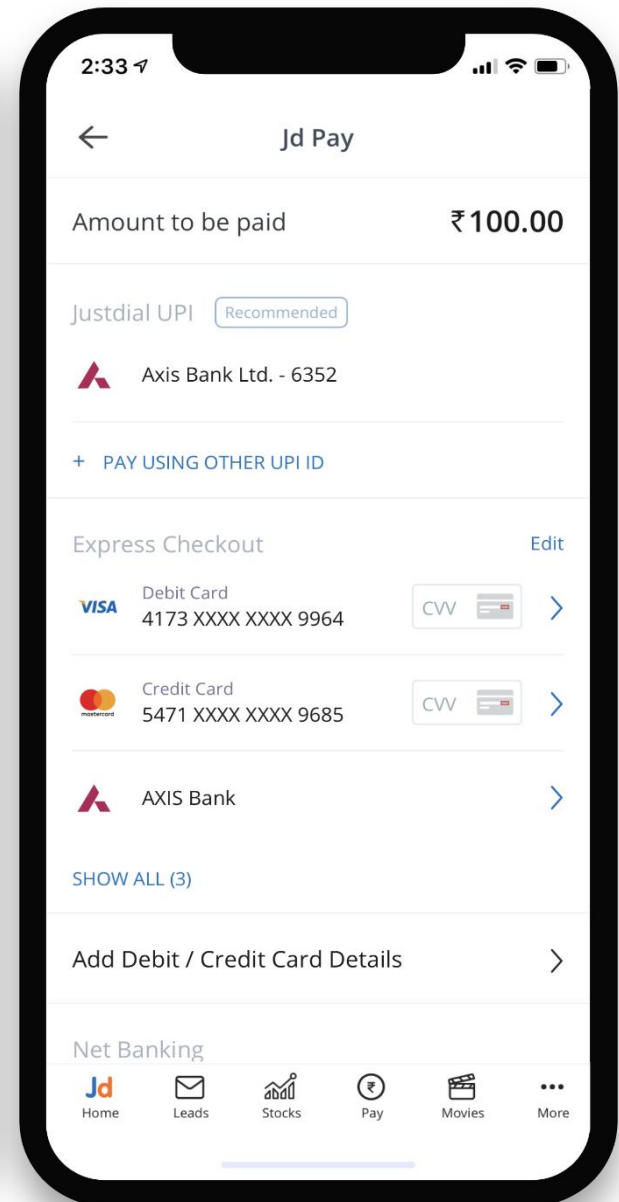 2:33
Jd Pay
Amount to be paid ₹100.00
Justdial UPI Recommended
Axis Bank Ltd. - 6352
+ PAY USING OTHER UPI ID
Express Checkout Edit
VISA Debit Card
4173 XXXX XXXX 9964 CVV
mastercard Credit Card
5471 XXXX XXXX 9685 CVV
AXIS Bank
SHOW ALL (3)
Add Debit / Credit Card Details
Net Banking
Jd
Home Leads Stocks Pay Movies More